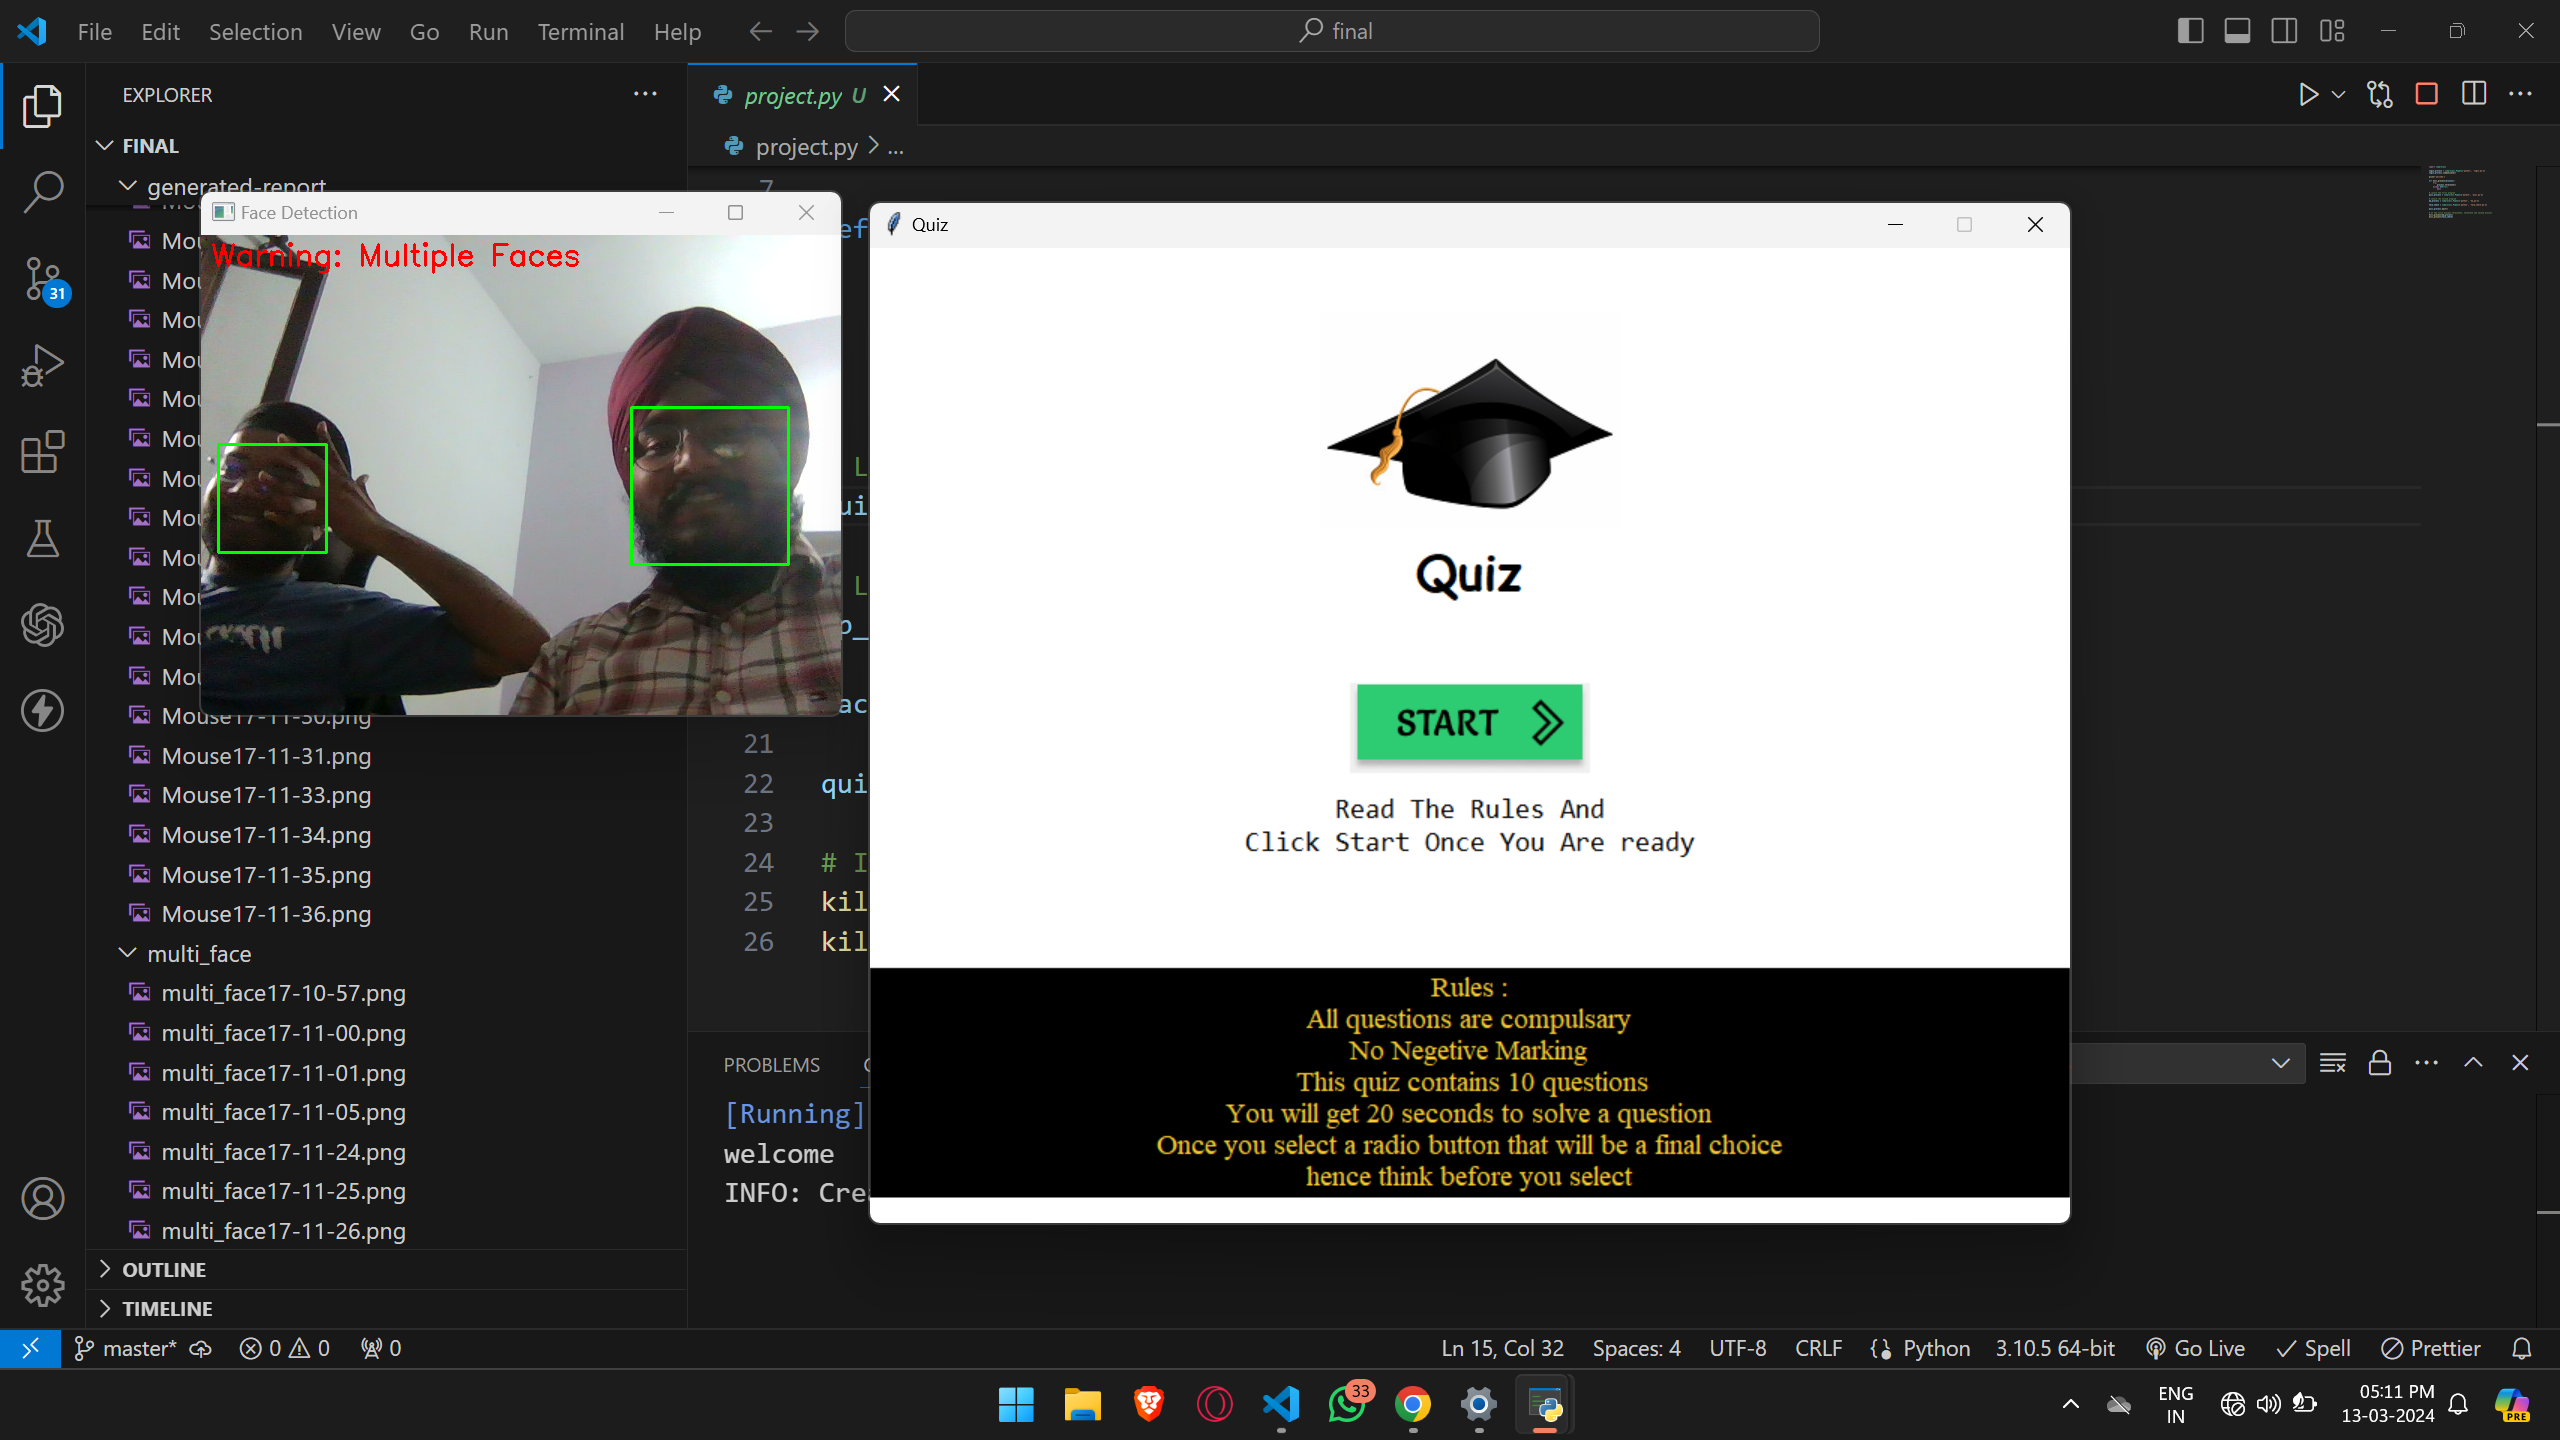 File Edit Selection View Go Run Terminal Help
final
EXPLORER
FINAL
generated-report
Mou
Mou
Mou
Mou
Mou
Mou
Mou
Mou
Mou
Mou
Mou
Mou
Mouse17-11-30.png
Mouse17-11-31.png
Mouse17-11-33.png
Mouse17-11-34.png
Mouse17-11-35.png
Mouse17-11-36.png
multi_face
multi_face17-10-57.png
multi_face17-11-00.png
multi_face17-11-01.png
multi_face17-11-05.png
multi_face17-11-24.png
multi_face17-11-25.png
multi_face17-11-26.png
OUTLINE
TIMELINE
31
Face Detection
Warning: Multiple Faces
project.py U
project.py > ...
7
ef
L
ui
L
p_
ac
21
22 qui
23
24 # I
25 kil
26 kil
PROBLEMS
[Running]
welcome
INFO: Cre
Quiz
Quiz
START
Read The Rules And
Click Start Once You Are ready
Rules :
All questions are compulsary
No Negetive Marking
This quiz contains 10 questions
You will get 20 seconds to solve a question
Once you select a radio button that will be a final choice
hence think before you select
master* 0 0 0
Ln 15, Col 32 Spaces: 4 UTF-8 CRLF Python 3.10.5 64-bit Go Live Spell Prettier
33
ENG
IN
05:11 PM
13-03-2024
PRE